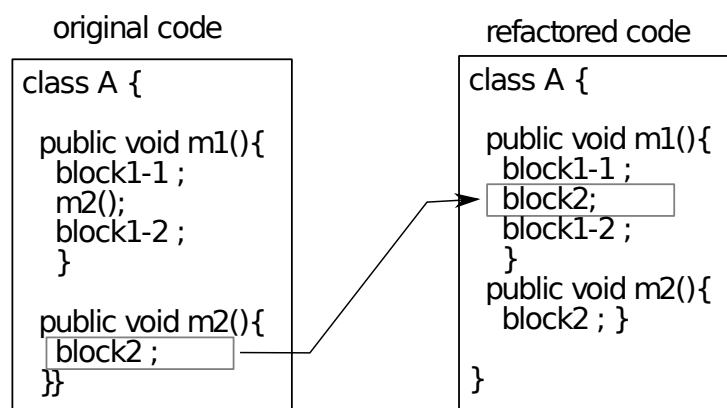 original code
class A {
public void m1(){
block1-1 ;
m2();
block1-2 ;
}
public void m2(){
block2 ;
}}
refactored code
class A {
public void m1(){
block1-1 ;
block2;
block1-2 ;
}
public void m2(){
block2 ; }
}